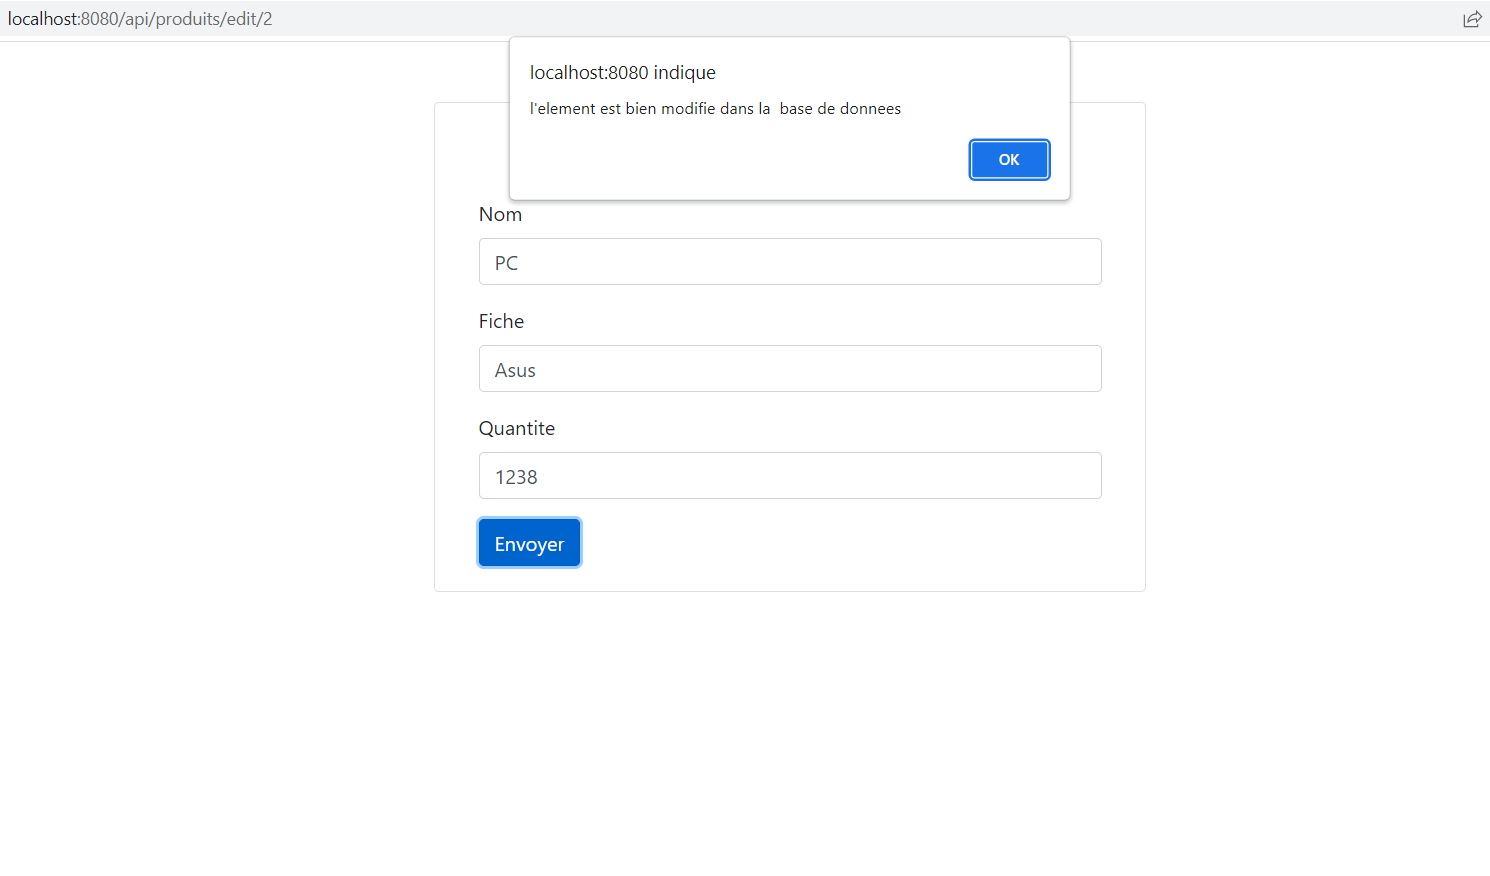 localhost:8080/api/produits/edit/2
localhost:8080 indique
l'element est bien modifie dans la  base de donnees
OK
Nom
PC
Fiche
Asus
Quantite
1238
Envoyer